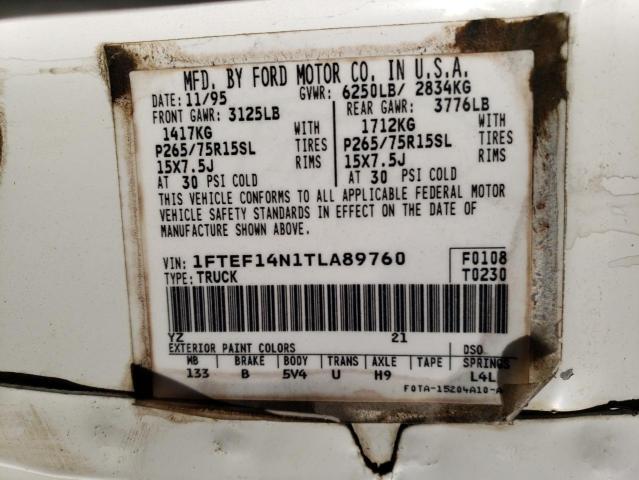 MFD. BY FORD MOTOR CO. IN U.S.A.
DATE: 11/95 GVWR: 6250LB/ 2834KG
FRONT GAWR: 3125LB REAR GAWR: 3776LB
1417KG WITH 1712KG WITH
P265/75R15SL TIRES P265/75R15SL TIRES
15X7.5J RIMS 15X7.5J RIMS
AT 30 PSI COLD AT 30 PSI COLD
THIS VEHICLE CONFORMS TO ALL APPLICABLE FEDERAL MOTOR
VEHICLE SAFETY STANDARDS IN EFFECT ON THE DATE OF
MANUFACTURE SHOWN ABOVE.
VIN: 1FTEF14N1TLA89760 F0108
TYPE: TRUCK T0230
YZ 21
EXTERIOR PAINT COLORS DSO
WB BRAKE BODY TRANS AXLE TAPE SPRINGS
133 B 5V4 U H9 L4L
F0TA-15204A10-A